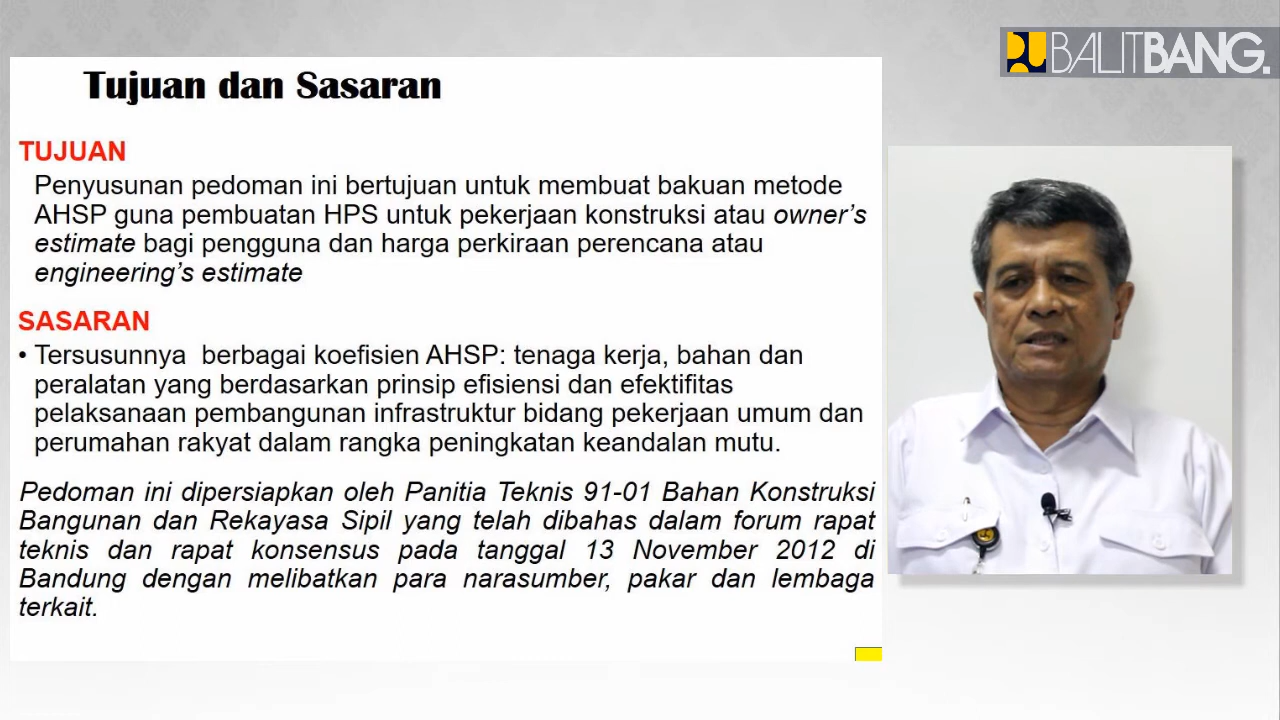 BALITBANG.
Tujuan dan Sasaran
TUJUAN
Penyusunan pedoman ini bertujuan untuk membuat bakuan metode
AHSP guna pembuatan HPS untuk pekerjaan konstruksi atau owner's
estimate bagi pengguna dan harga perkiraan perencana atau
engineering's estimate
SASARAN
• Tersusunnya berbagai koefisien AHSP: tenaga kerja, bahan dan
peralatan yang berdasarkan prinsip efisiensi dan efektifitas
pelaksanaan pembangunan infrastruktur bidang pekerjaan umum dan
perumahan rakyat dalam rangka peningkatan keandalan mutu.
Pedoman ini dipersiapkan oleh Panitia Teknis 91-01 Bahan Konstruksi
Bangunan dan Rekayasa Sipil yang telah dibahas dalam forum rapat
teknis dan rapat konsensus pada tanggal 13 November 2012 di
Bandung dengan melibatkan para narasumber, pakar dan lembaga
terkait.